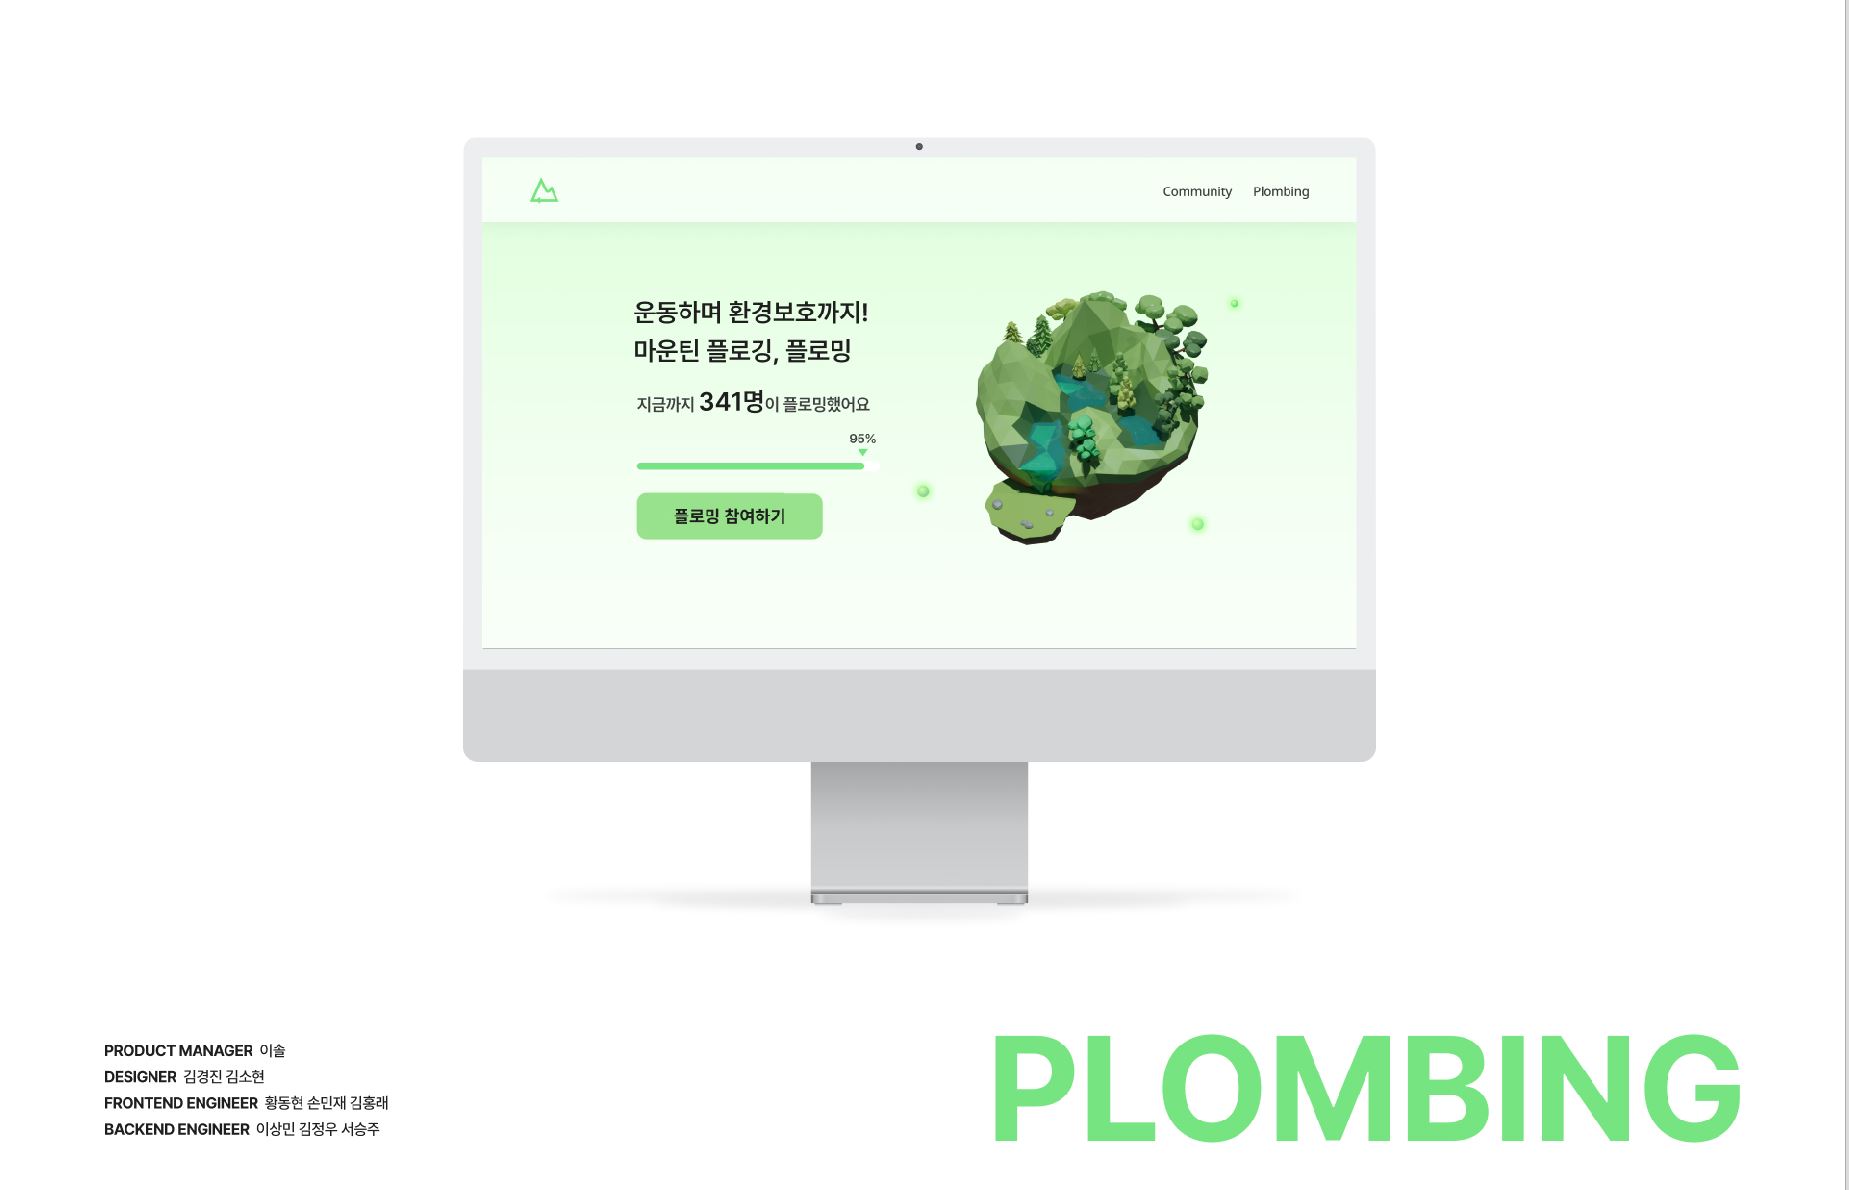 Community Plombing
운동하며 환경보호까지!
마운틴 플로깅, 플로밍
지금까지 341명이 플로밍했어요
95%
플로밍 참여하기
PRODUCT MANAGER 이솔
DESIGNER 김경진 김소현
FRONTEND ENGINEER 황동현 손민재 김홍래
BACKEND ENGINEER 이상민 김정우 서승주
PLOMBING